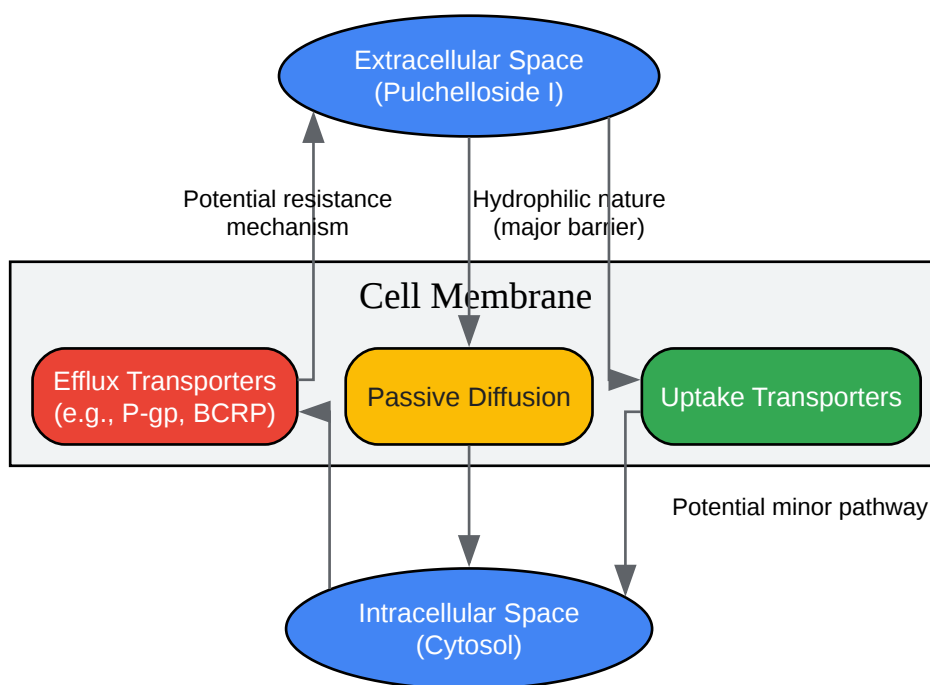 Extracellular Space
(Pulchelloside I)
Potential resistance
mechanism
Hydrophilic nature
(major barrier)
Cell Membrane
Efflux Transporters
(e.g., P-gp, BCRP)
Passive Diffusion
Uptake Transporters
Potential minor pathway
Intracellular Space
(Cytosol)